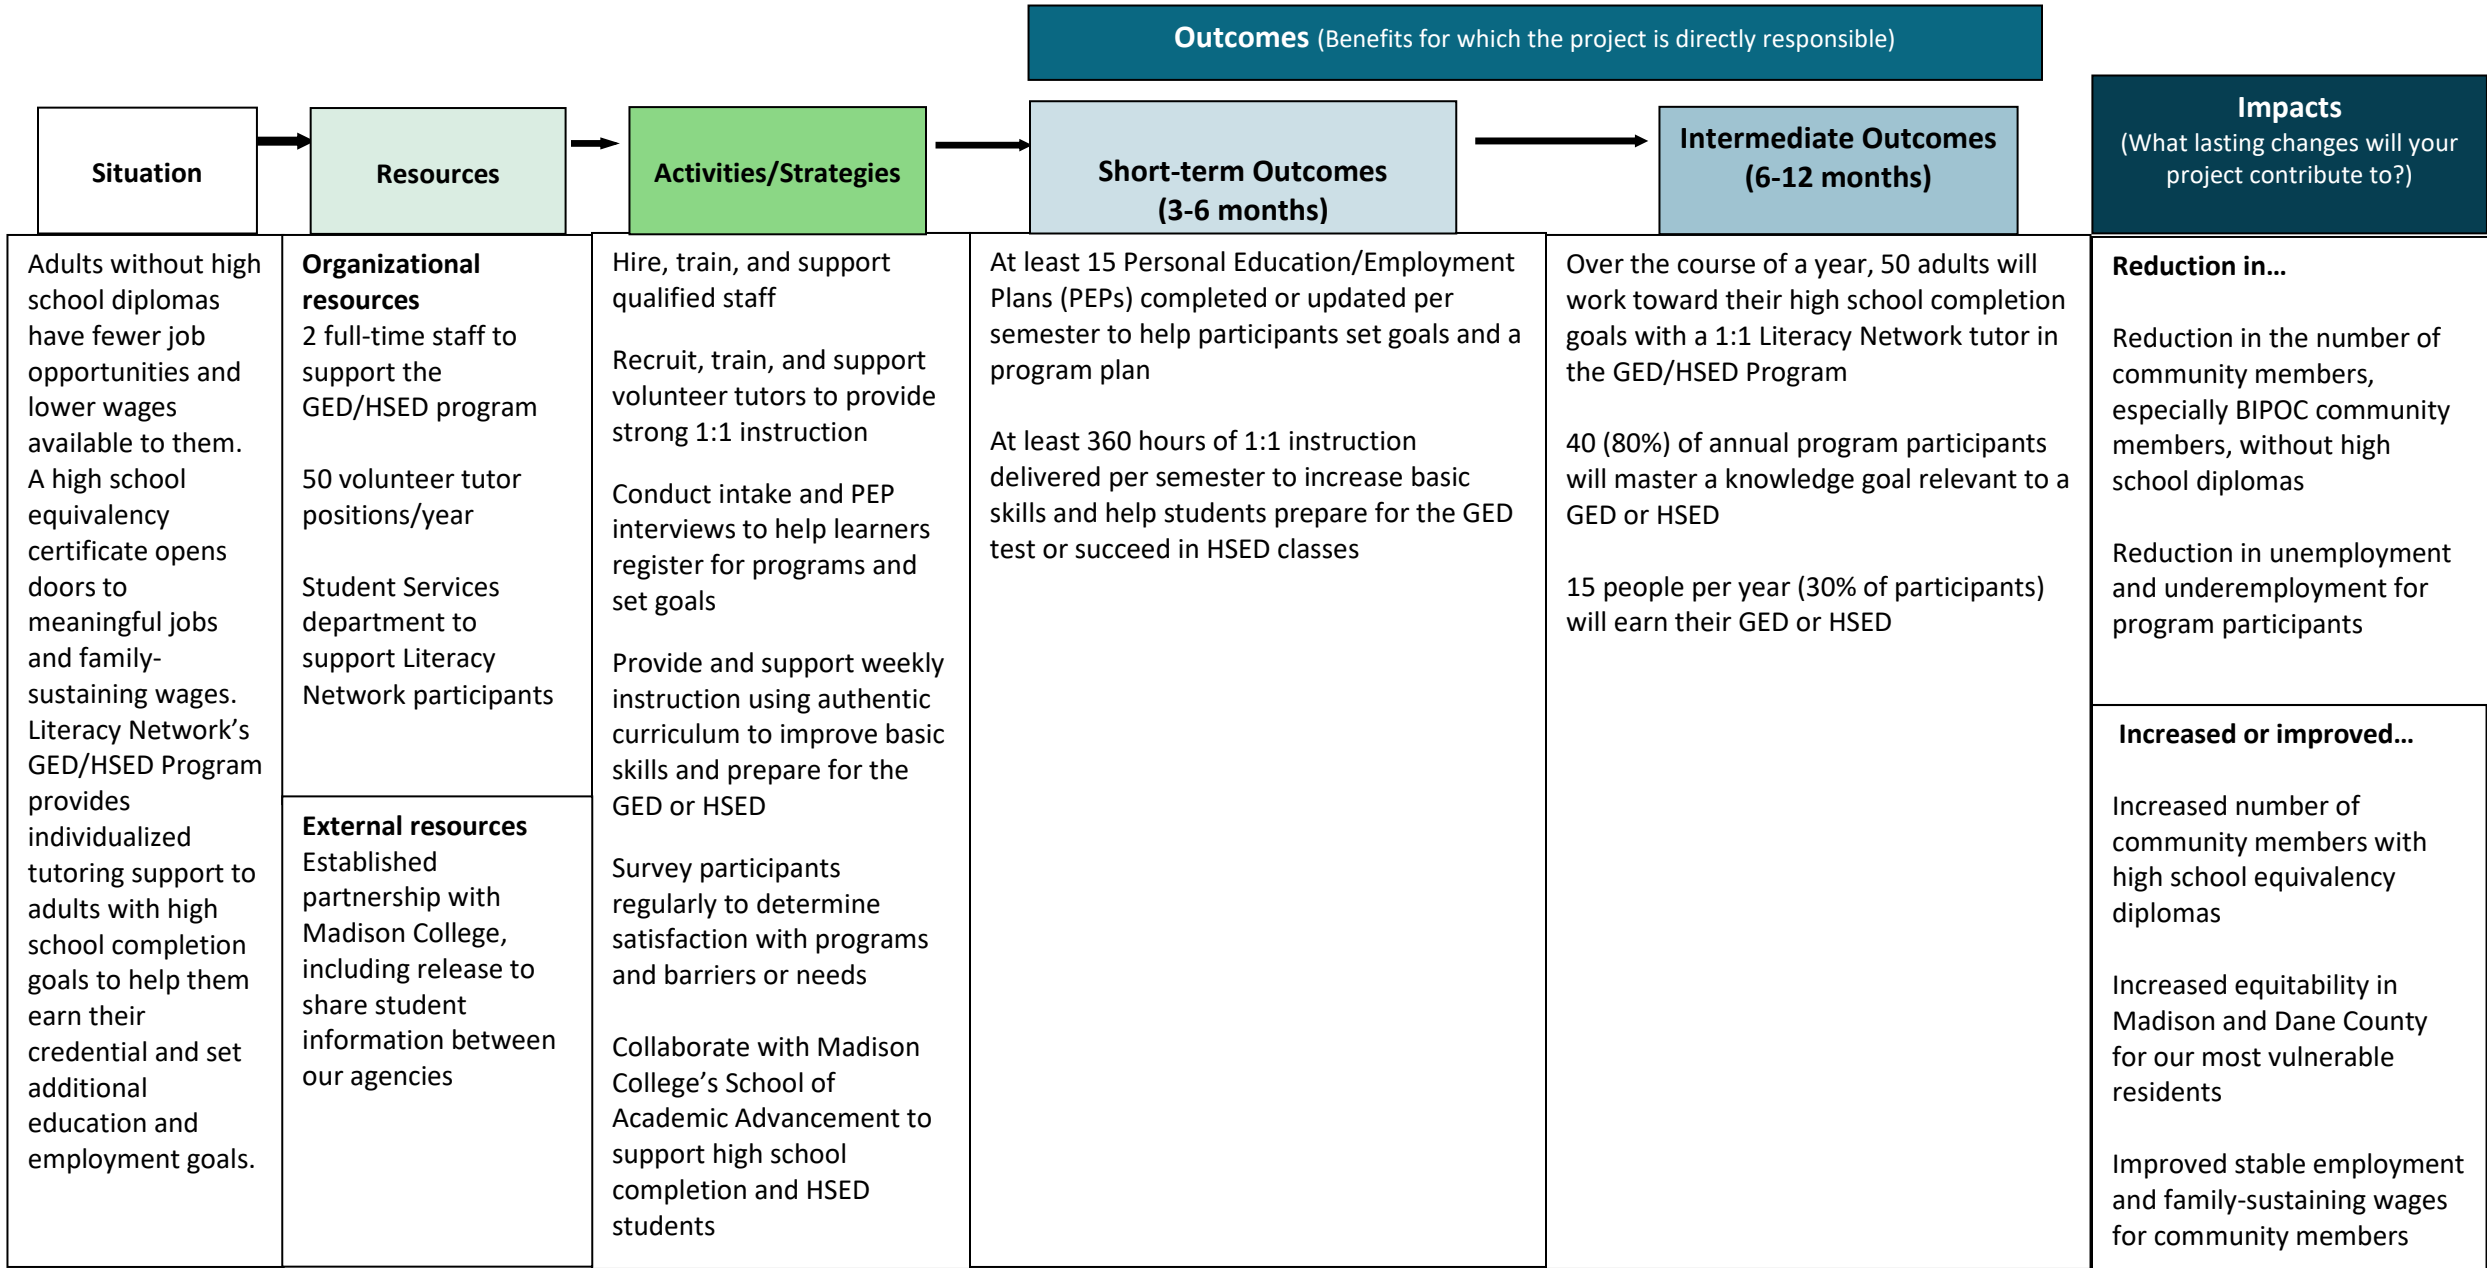 Outcomes (Benefits for which the project is directly responsible)
Situation
Resources
Activities/Strategies
Short-term Outcomes
(3-6 months)
Intermediate Outcomes
(6-12 months)
Impacts
(What lasting changes will your
project contribute to?)
Adults without high
school diplomas
have fewer job
opportunities and
lower wages
available to them.
A high school
equivalency
certificate opens
doors to
meaningful jobs
and family-
sustaining wages.
Literacy Network’s
GED/HSED Program
provides
individualized
tutoring support to
adults with high
school completion
goals to help them
earn their
credential and set
additional
education and
employment goals.
Organizational
resources
2 full-time staff to
support the
GED/HSED program
50 volunteer tutor
positions/year
Student Services
department to
support Literacy
Network participants
External resources
Established
partnership with
Madison College,
including release to
share student
information between
our agencies
Hire, train, and support
qualified staff
Recruit, train, and support
volunteer tutors to provide
strong 1:1 instruction
Conduct intake and PEP
interviews to help learners
register for programs and
set goals
Provide and support weekly
instruction using authentic
curriculum to improve basic
skills and prepare for the
GED or HSED
Survey participants
regularly to determine
satisfaction with programs
and barriers or needs
Collaborate with Madison
College’s School of
Academic Advancement to
support high school
completion and HSED
students
At least 15 Personal Education/Employment
Plans (PEPs) completed or updated per
semester to help participants set goals and a
program plan
At least 360 hours of 1:1 instruction
delivered per semester to increase basic
skills and help students prepare for the GED
test or succeed in HSED classes
Over the course of a year, 50 adults will
work toward their high school completion
goals with a 1:1 Literacy Network tutor in
the GED/HSED Program
40 (80%) of annual program participants
will master a knowledge goal relevant to a
GED or HSED
15 people per year (30% of participants)
will earn their GED or HSED
Reduction in…
Reduction in the number of
community members,
especially BIPOC community
members, without high
school diplomas
Reduction in unemployment
and underemployment for
program participants
Increased or improved…
Increased number of
community members with
high school equivalency
diplomas
Increased equitability in
Madison and Dane County
for our most vulnerable
residents
Improved stable employment
and family-sustaining wages
for community members